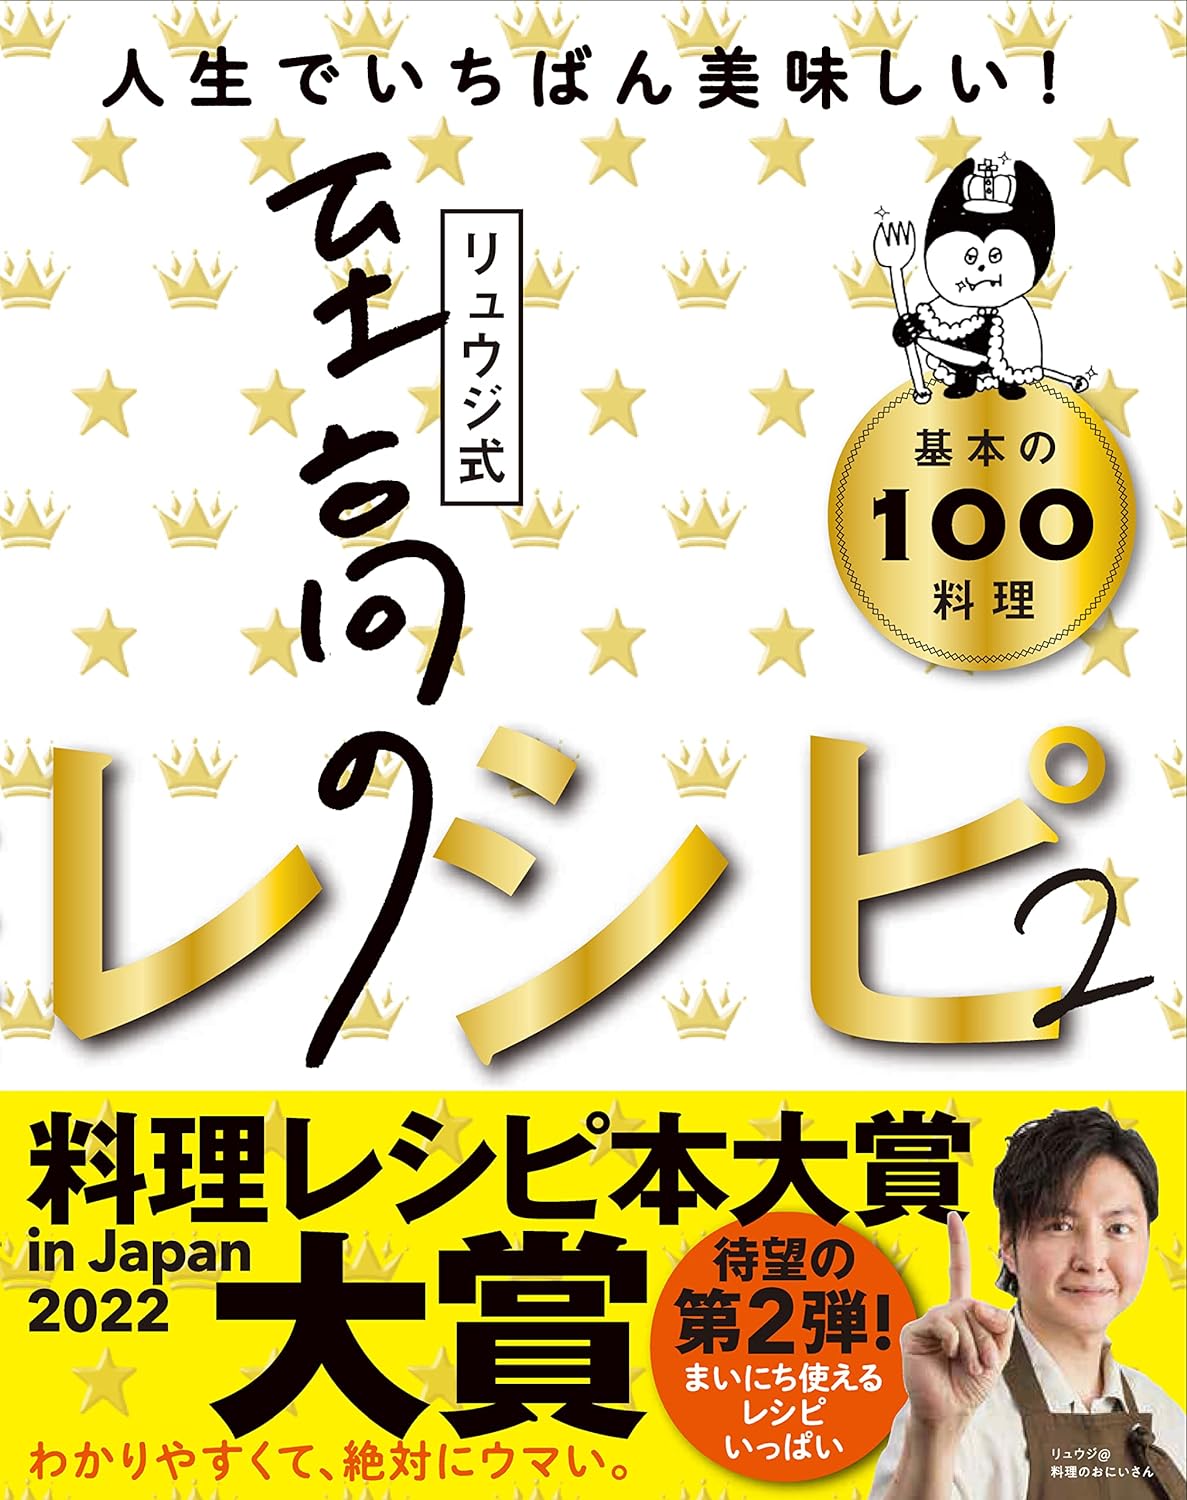 人生でいちばん美味しい!
リュウジ式
至高の
レシピ2
基本の
100
料理
料理レシピ本大賞
in Japan
2022
大賞
待望の
第2弾!
まいにち使える
レシピ
いっぱい
わかりやすくて、絶対にウマい。
リュウジ@
料理のおにいさん